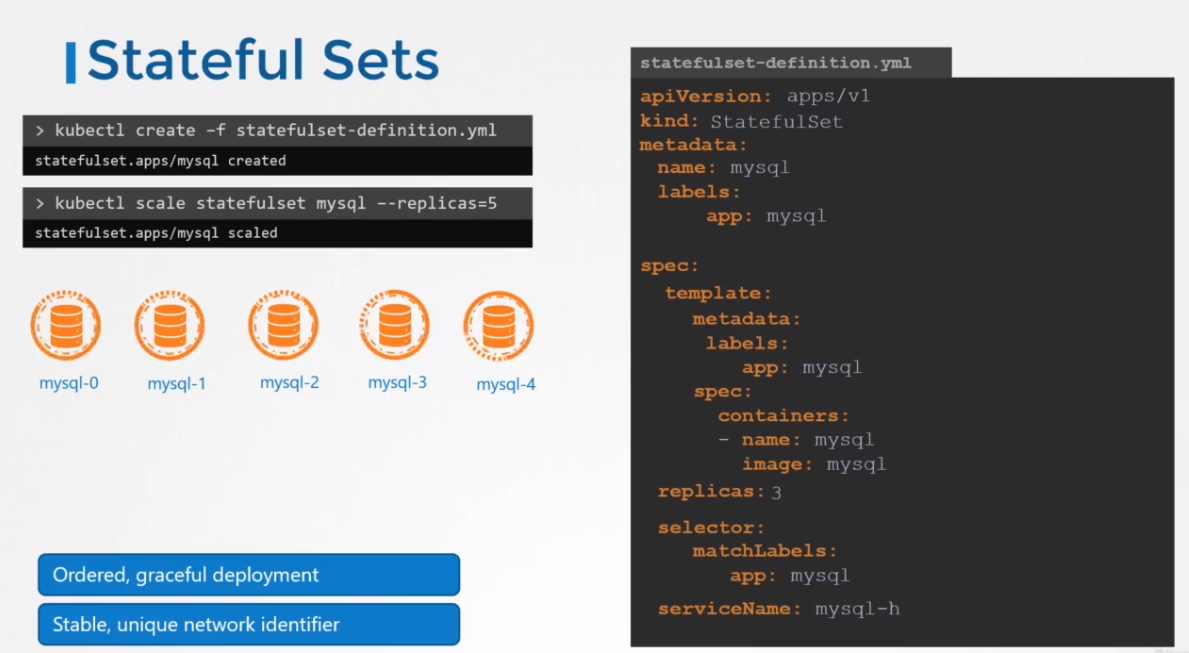 Stateful Sets
> kubectl create -f statefulset-definition.yml
statefulset.apps/mysql created
> kubectl scale statefulset mysql --replicas=5
statefulset.apps/mysql scaled
mysql-0
mysql-1
mysql-2
mysql-3
mysql-4
Ordered, graceful deployment
Stable, unique network identifier
statefulset-definition.yml
apiVersion: apps/v1
kind: StatefulSet
metadata:
name: mysql
labels:
app: mysql
spec:
template:
metadata:
labels:
app: mysql
spec:
containers:
- name: mysql
image: mysql
replicas: 3
selector:
matchLabels:
app: mysql
serviceName: mysql-h